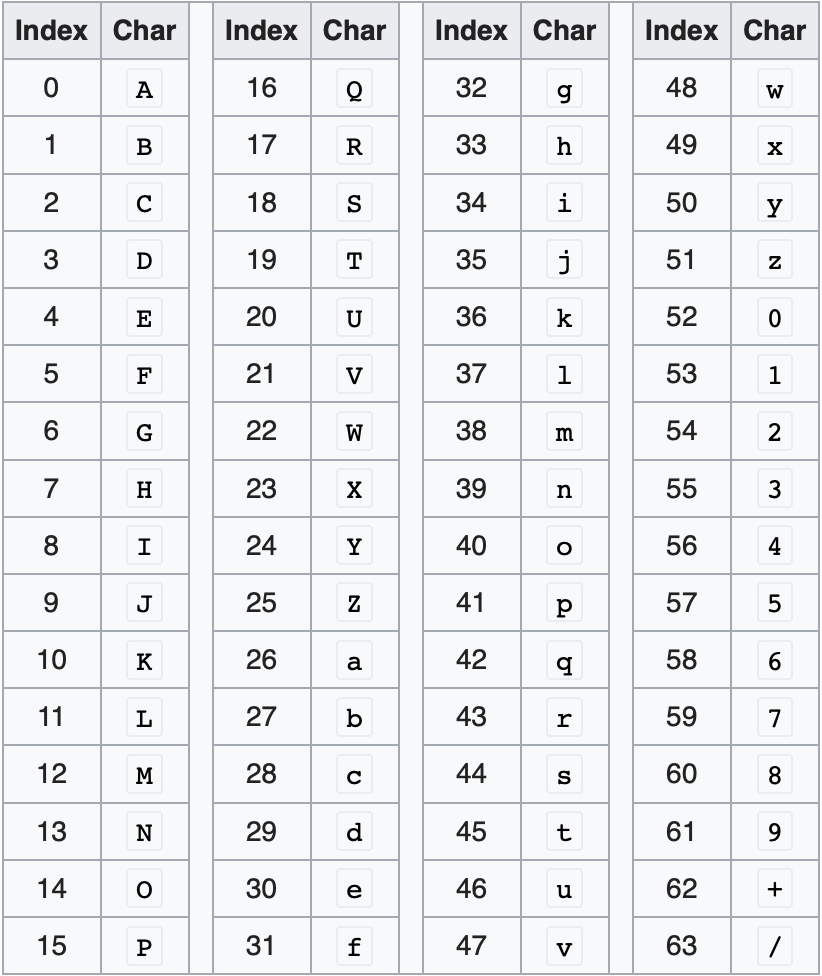 Index Char Index Char Index Char Index Char
0 A 16 Q 32 g 48 w
1 B 17 R 33 h 49 x
2 C 18 S 34 i 50 y
3 D 19 T 35 j 51 z
4 E 20 U 36 k 52 0
5 F 21 V 37 l 53 1
6 G 22 W 38 m 54 2
7 H 23 X 39 n 55 3
8 I 24 Y 40 o 56 4
9 J 25 Z 41 p 57 5
10 K 26 a 42 q 58 6
11 L 27 b 43 r 59 7
12 M 28 c 44 s 60 8
13 N 29 d 45 t 61 9
14 O 30 e 46 u 62 +
15 P 31 f 47 v 63 /